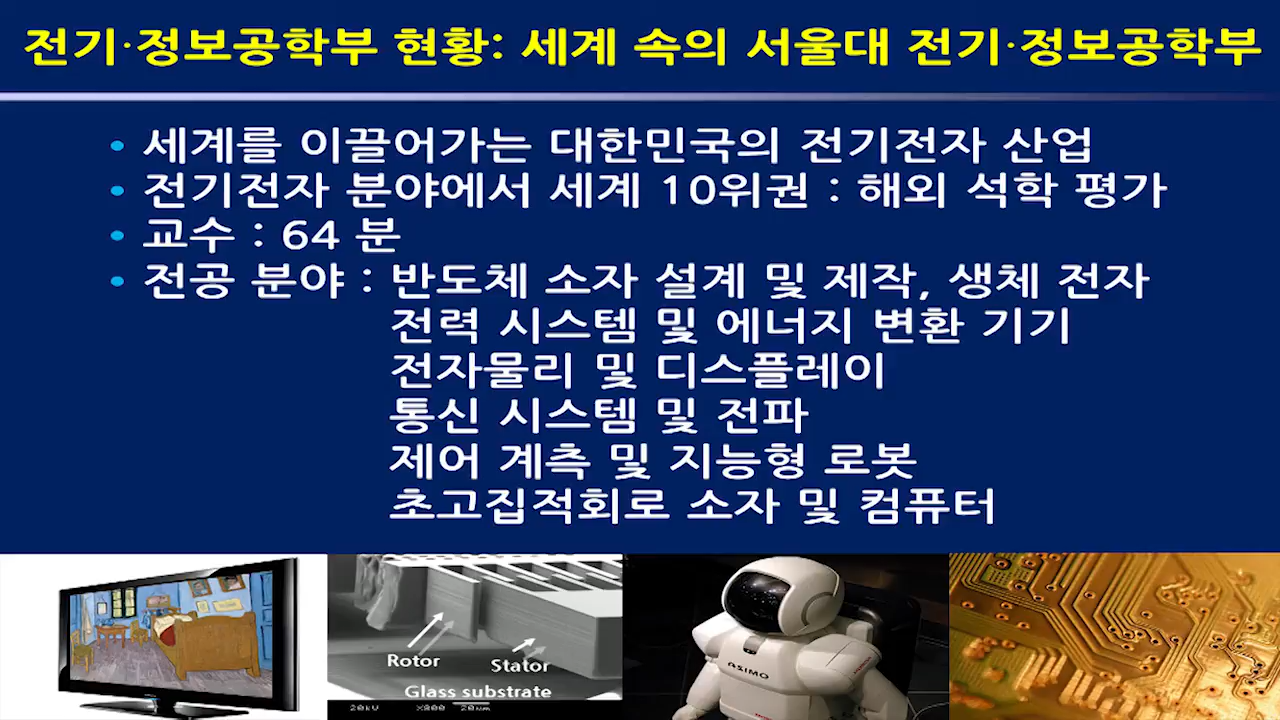 전기·정보공학부 현황: 세계 속의 서울대 전기·정보공학부
• 세계를 이끌어가는 대한민국의 전기전자 산업
• 전기전자 분야에서 세계 10위권 : 해외 석학 평가
• 교수 : 64 분
• 전공 분야 : 반도체 소자 설계 및 제작, 생체 전자
전력 시스템 및 에너지 변환 기기
전자물리 및 디스플레이
통신 시스템 및 전파
제어 계측 및 지능형 로봇
초고집적회로 소자 및 컴퓨터
Rotor
Stator
Glass substrate
20kV X800 20µm
ASIMO